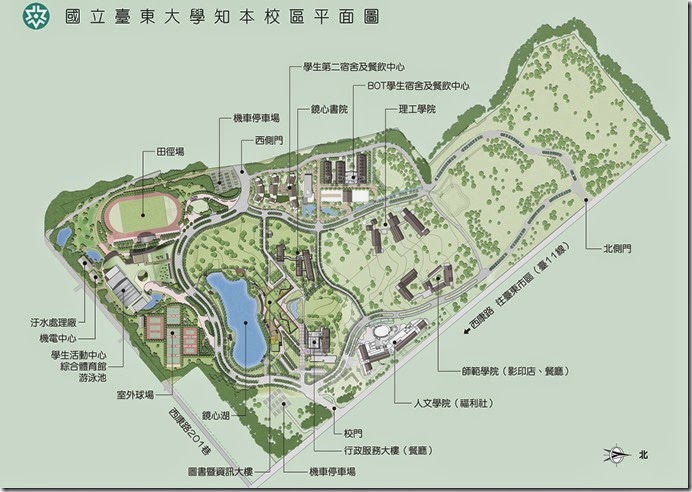 國立臺東大學知本校區平面圖
學生第二宿舍及餐飲中心
BOT學生宿舍及餐飲中心
機車停車場
鏡心書院
理工學院
西側門
田徑場
北側門
西康路 往臺東市區(臺11線)
汙水處理廠
機電中心
學生活動中心
綜合體育館
游泳池
室外球場
師範學院(影印店、餐廳)
人文學院(福利社)
西康路201巷
鏡心湖
校門
行政服務大樓(餐廳)
圖書暨資訊大樓
機車停車場
北